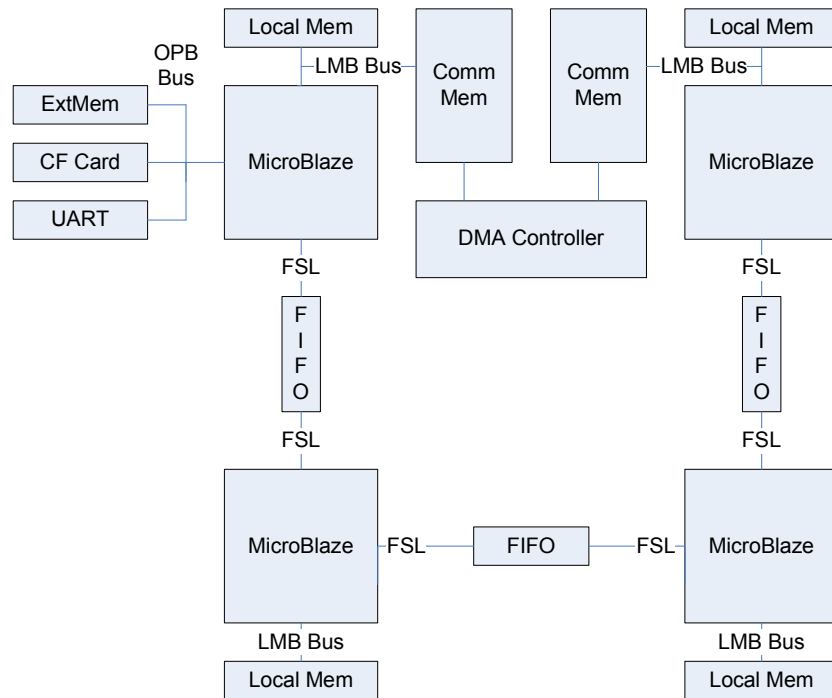 Local Mem
Local Mem
OPB
Bus
LMB Bus
Comm
Mem
Comm
Mem
LMB Bus
ExtMem
CF Card
UART
MicroBlaze
MicroBlaze
DMA Controller
FSL
FSL
F
I
F
O
F
I
F
O
FSL
FSL
MicroBlaze
FSL
FIFO
FSL
MicroBlaze
LMB Bus
LMB Bus
Local Mem
Local Mem